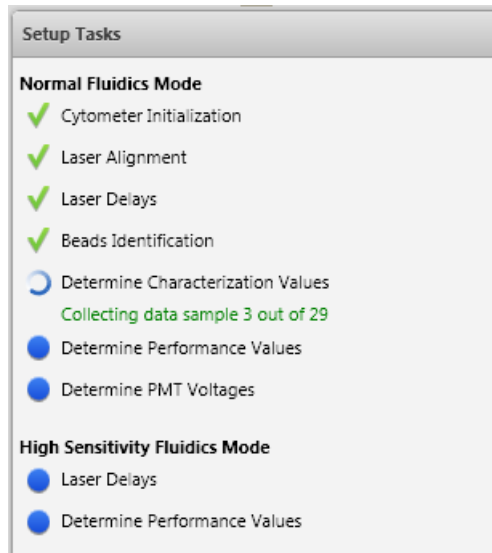 Setup Tasks
Normal Fluidics Mode
Cytometer Initialization
Laser Alignment
Laser Delays
Beads Identification
Determine Characterization Values
Collecting data sample 3 out of 29
Determine Performance Values
Determine PMT Voltages
High Sensitivity Fluidics Mode
Laser Delays
Determine Performance Values